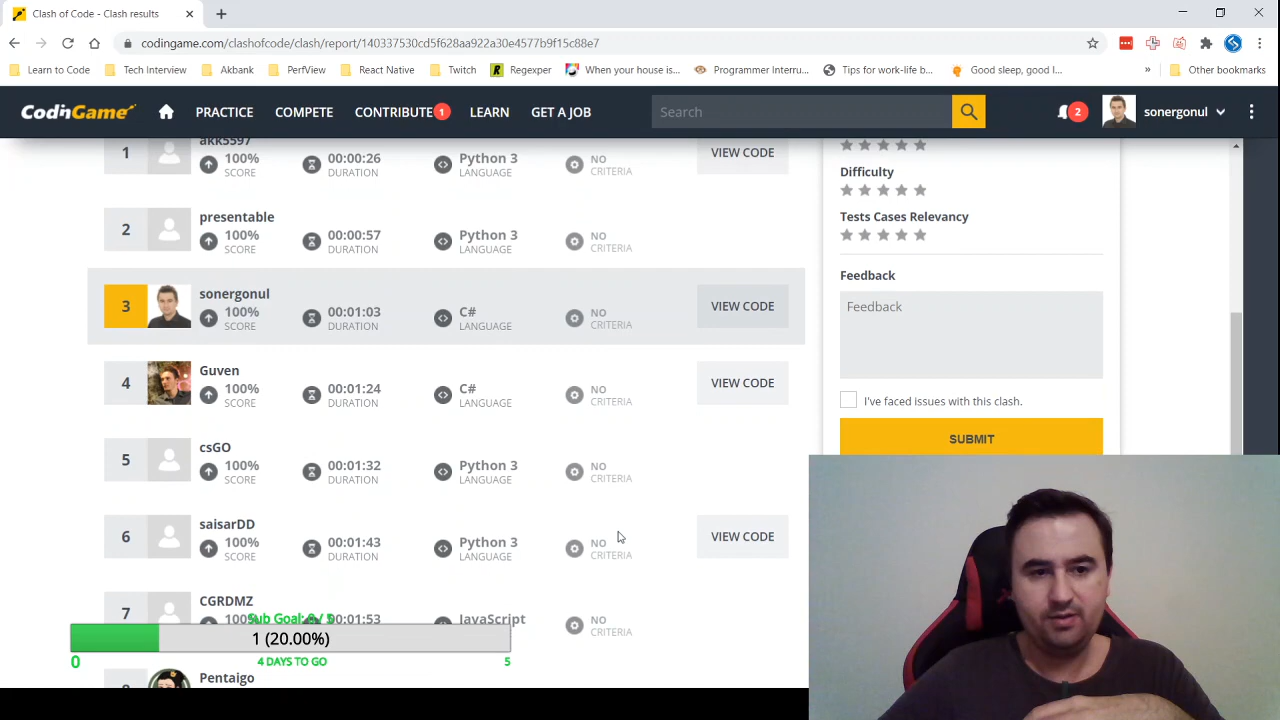 Clash of Code - Clash results
codingame.com/clashofcode/clash/report/140337530cd5f628aa922a30e4577b9f15c88e7
Learn to Code Tech Interview Akbank PerfView React Native Twitch Regexper When your house is... Programmer Interru... Tips for work-life b... Good sleep, good l... » Other bookmarks
CodinGame PRACTICE COMPETE CONTRIBUTE 1 LEARN GET A JOB Search 2 sonergonul
akk5597
1 100% 00:00:26 Python 3 NO VIEW CODE
SCORE DURATION LANGUAGE CRITERIA
presentable
2 100% 00:00:57 Python 3 NO
SCORE DURATION LANGUAGE CRITERIA
sonergonul
3 100% 00:01:03 C# NO VIEW CODE
SCORE DURATION LANGUAGE CRITERIA
Guven
4 100% 00:01:24 C# NO VIEW CODE
SCORE DURATION LANGUAGE CRITERIA
csGO
5 100% 00:01:32 Python 3 NO
SCORE DURATION LANGUAGE CRITERIA
saisarDD
6 100% 00:01:43 Python 3 NO VIEW CODE
SCORE DURATION LANGUAGE CRITERIA
CGRDMZ
7 100% 00:01:53 JavaScript NO
CRITERIA
Pentaigo
Difficulty
Tests Cases Relevancy
Feedback
Feedback
I've faced issues with this clash.
SUBMIT
Sub Goal: / 5
1 (20.00%)
0 4 DAYS TO GO 5